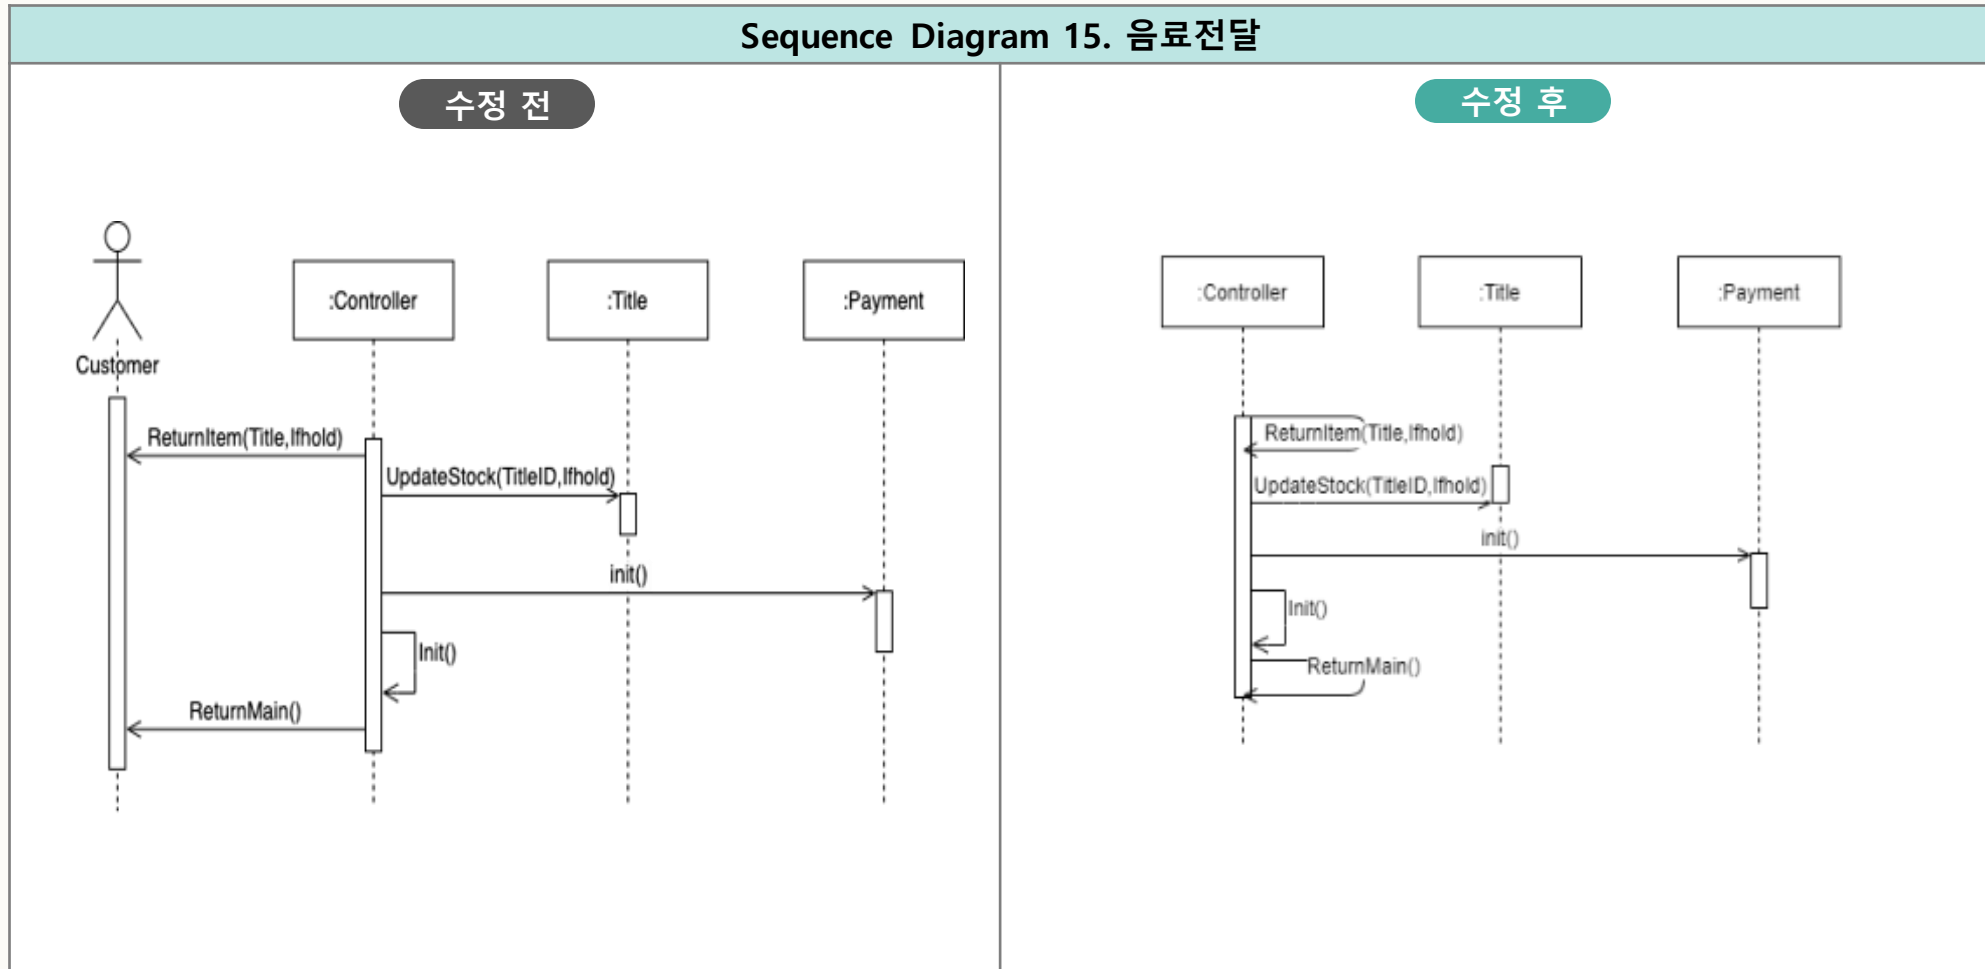 Sequence Diagram 15. 음료전달
수정 전
Customer
:Controller
:Title
:Payment
ReturnItem(Title,Ifhold)
UpdateStock(TitleID,Ifhold)
init()
Init()
ReturnMain()
수정 후
:Controller
:Title
:Payment
ReturnItem(Title,Ifhold)
UpdateStock(TitleID,Ifhold)
init()
Init()
ReturnMain()